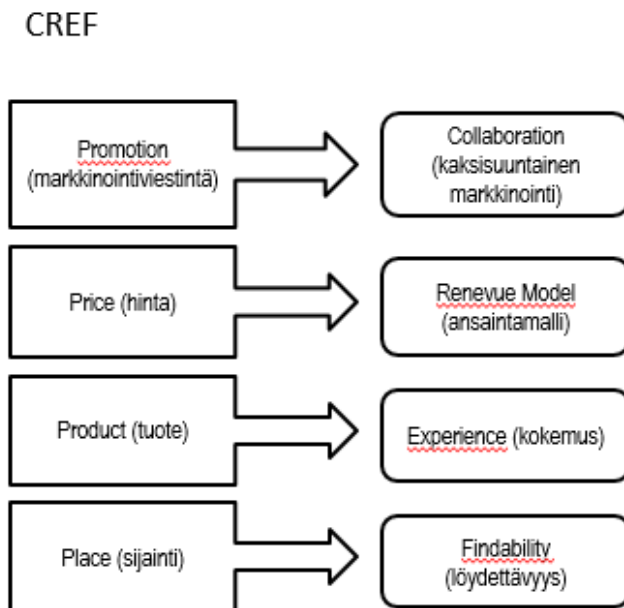 CREF
Promotion
(markkinointiviestintä)
Collaboration
(kaksisuuntainen
markkinointi)
Price (hinta)
Renevue Model
(ansaintamalli)
Product (tuote)
Experience (kokemus)
Place (sijainti)
Findability
(löydettävyys)